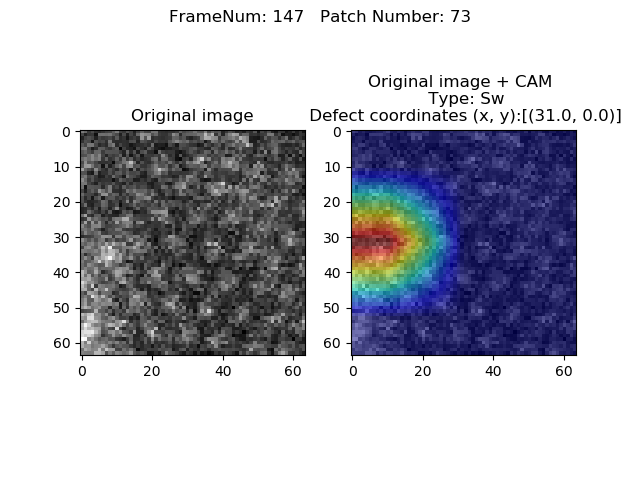 FrameNum: 147   Patch Number: 73
Original image
0
10
20
30
40
50
60
0 20 40 60
Original image + CAM
Type: Sw
Defect coordinates (x, y):[(31.0, 0.0)]
0
10
20
30
40
50
60
0 20 40 60